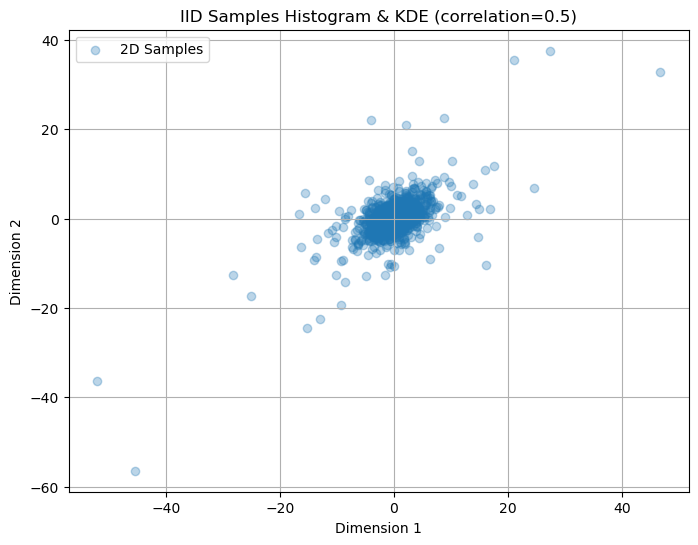 IID Samples Histogram & KDE (correlation=0.5)
2D Samples
40
20
0
−20
−40
−60
Dimension 2
−40
−20
0
20
40
Dimension 1